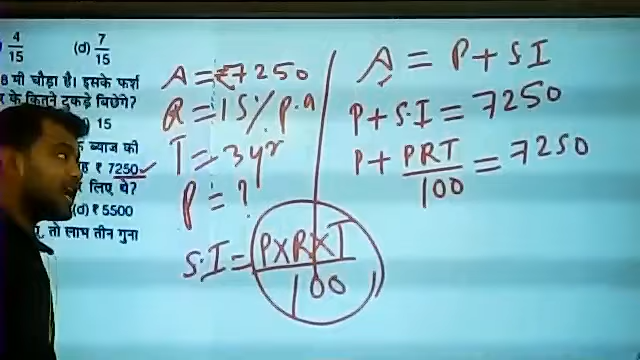 4/15 (d) 7/15
8 मी चौड़ा है। इसके फर्श
र के कितने टुकड़े बिछेंगे?
15
ब्याज की
₹ 7250
लिए थे?
(d) ₹ 5500
, तो लाभ तीन गुना
A = ₹7250
R = 15% p.a
T = 3yr
P = ?
S.I = P×R×T/100
A = P + SI
P + S.I = 7250
P + PRT/100 = 7250